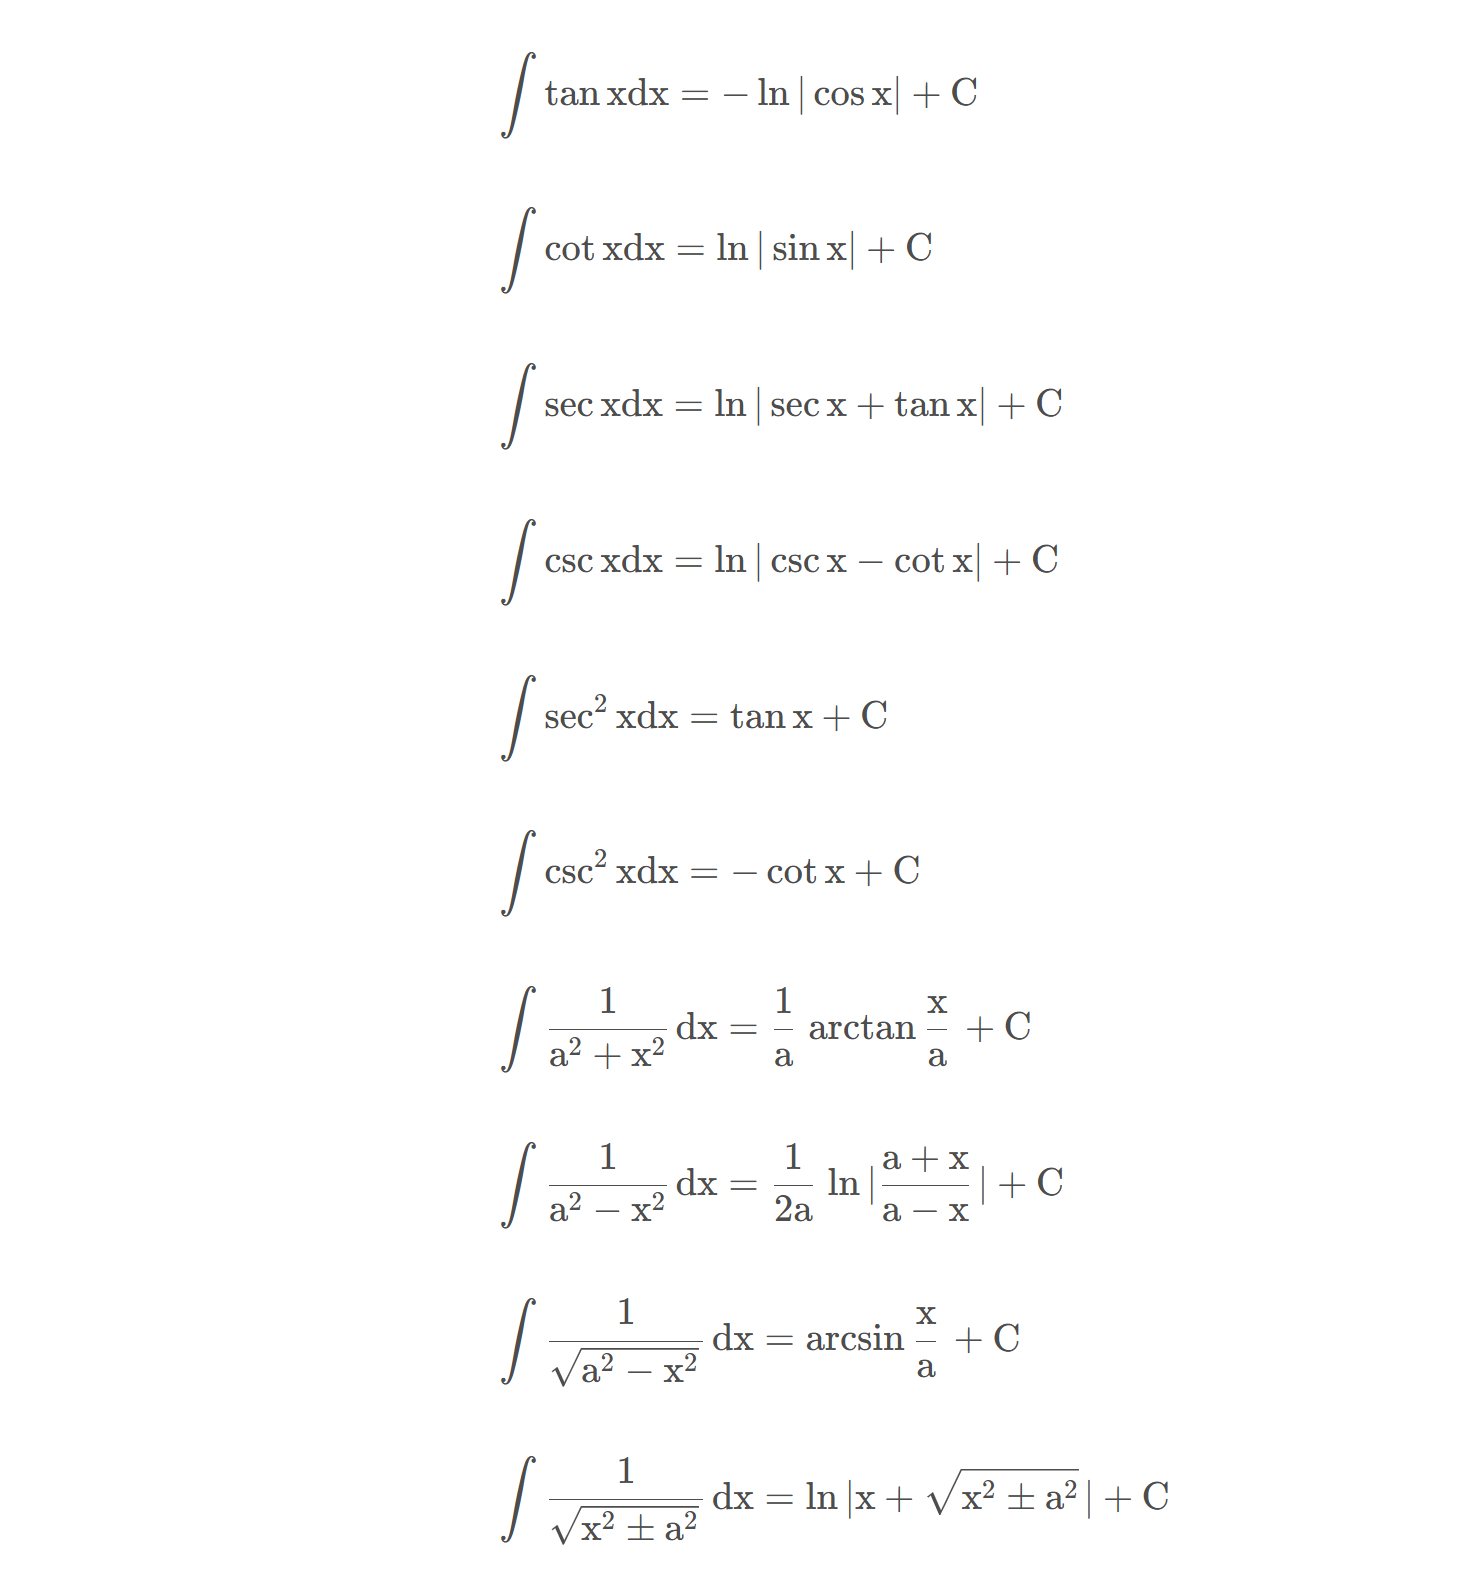 ∫ tan xdx = − ln | cos x| + C
∫ cot xdx = ln | sin x| + C
∫ sec xdx = ln | sec x + tan x| + C
∫ csc xdx = ln | csc x − cot x| + C
∫ sec² xdx = tan x + C
∫ csc² xdx = − cot x + C
∫ 1/(a² + x²) dx = 1/a arctan x/a + C
∫ 1/(a² − x²) dx = 1/2a ln |(a + x)/(a − x)| + C
∫ 1/√(a² − x²) dx = arcsin x/a + C
∫ 1/√(x² ± a²) dx = ln |x + √(x² ± a²)| + C